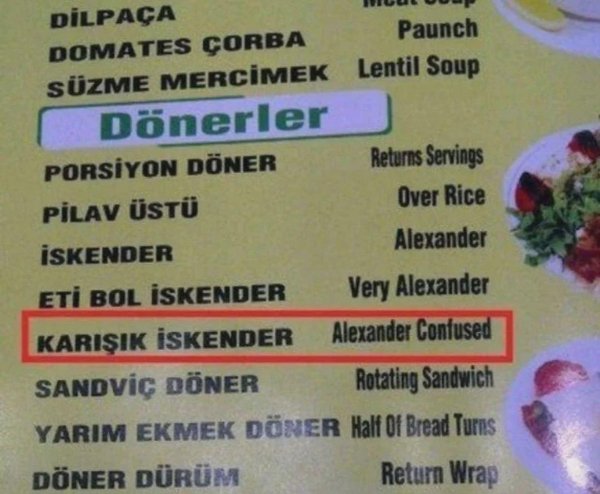 DİLPAÇA Meat Soup
DOMATES ÇORBA Paunch
SÜZME MERCİMEK Lentil Soup
Dönerler
PORSİYON DÖNER Returns Servings
PİLAV ÜSTÜ Over Rice
İSKENDER Alexander
ETİ BOL İSKENDER Very Alexander
KARIŞIK İSKENDER Alexander Confused
SANDVİÇ DÖNER Rotating Sandwich
YARIM EKMEK DÖNER Half Of Bread Turns
DÖNER DÜRÜM Return Wrap